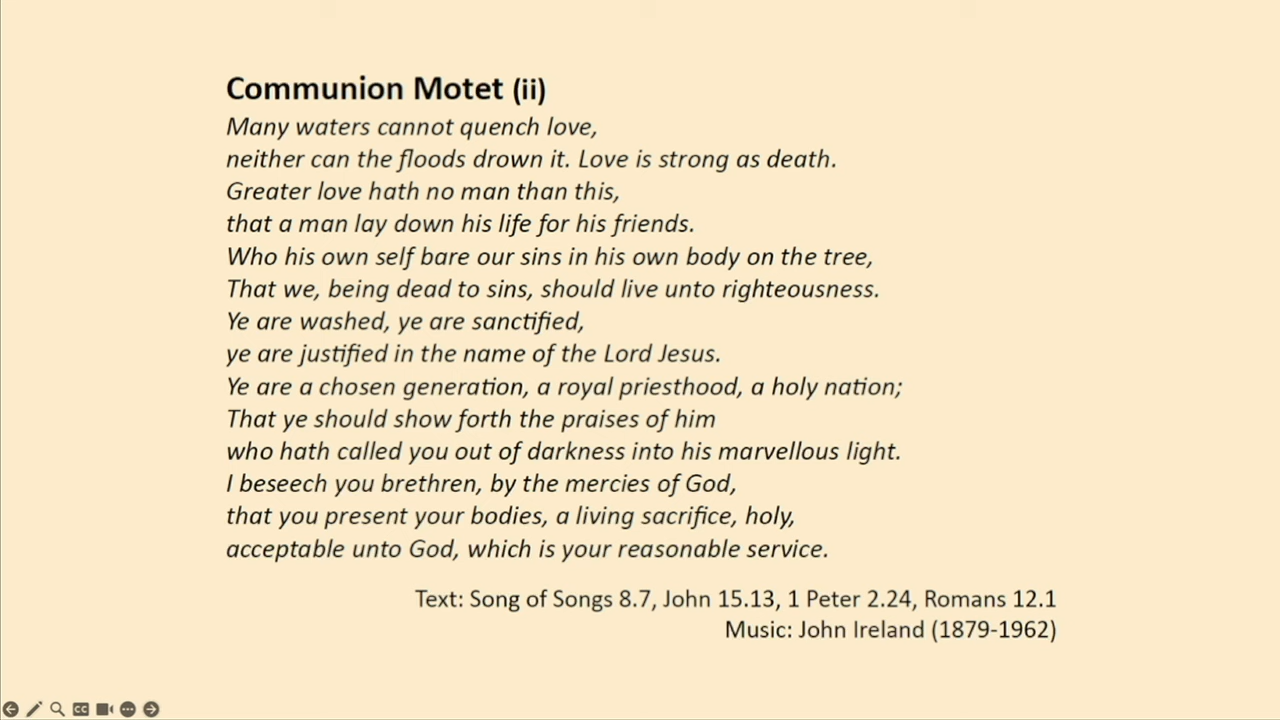 Communion Motet (ii)
Many waters cannot quench love,
neither can the floods drown it. Love is strong as death.
Greater love hath no man than this,
that a man lay down his life for his friends.
Who his own self bare our sins in his own body on the tree,
That we, being dead to sins, should live unto righteousness.
Ye are washed, ye are sanctified,
ye are justified in the name of the Lord Jesus.
Ye are a chosen generation, a royal priesthood, a holy nation;
That ye should show forth the praises of him
who hath called you out of darkness into his marvellous light.
I beseech you brethren, by the mercies of God,
that you present your bodies, a living sacrifice, holy,
acceptable unto God, which is your reasonable service.
Text: Song of Songs 8.7, John 15.13, 1 Peter 2.24, Romans 12.1
Music: John Ireland (1879-1962)
CC